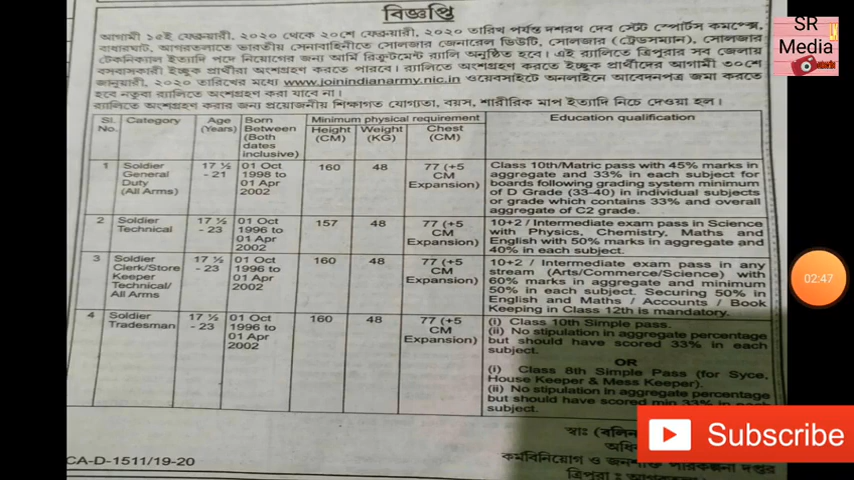 বিজ্ঞপ্তি
আগামী ১৫ই ফেব্রুয়ারী, ২০২০ থেকে ২০শে ফেব্রুয়ারী, ২০২০ তারিখ পর্যন্ত দশরথ দেব স্টেট স্পোর্টস কমপ্লেক্স,
বাধারঘাট, আগরতলাতে ভারতীয় সেনাবাহিনীতে সোলজার জেনারেল ডিউটি, সোলজার (ট্রেডসম্যান), সোলজার
টেকনিক্যাল ইত্যাদি পদে নিয়োগের জন্য আর্মি রিক্রুটমেন্ট র‍্যালি অনুষ্ঠিত হবে। এই র‍্যালিতে ত্রিপুরার সব জেলায়
বসবাসকারী ইচ্ছুক প্রার্থীরা অংশগ্রহণ করতে পারবে। র‍্যালিতে অংশগ্রহণ করতে ইচ্ছুক প্রার্থীদের আগামী ৩০শে
জানুয়ারী, ২০২০ তারিখের মধ্যে www.joinindianarmy.nic.in ওয়েবসাইটে অনলাইনে আবেদনপত্র জমা করতে
হবে নতুবা র‍্যালিতে অংশগ্রহণ করা যাবে না।
র‍্যালিতে অংশগ্রহণ করার জন্য প্রয়োজনীয় শিক্ষাগত যোগ্যতা, বয়স, শারীরিক মাপ ইত্যাদি নিচে দেওয়া হল।
Sl. No. Category Age (Years) Born Between (Both dates inclusive) Minimum physical requirement Education qualification
Height (CM) Weight (KG) Chest (CM)
1 Soldier General Duty (All Arms) 17 ½ - 21 01 Oct 1998 to 01 Apr 2002 160 48 77 (+5 CM Expansion)
Class 10th/Matric pass with 45% marks in
aggregate and 33% in each subject for
boards following grading system minimum
of D Grade (33-40) in individual subjects
or grade which contains 33% and overall
aggregate of C2 grade.
2 Soldier Technical 17 ½ - 23 01 Oct 1996 to 01 Apr 2002 157 48 77 (+5 CM Expansion)
10+2 / Intermediate exam pass in Science
with Physics, Chemistry, Maths and
English with 50% marks in aggregate and
40% in each subject.
3 Soldier Clerk/Store Keeper Technical/ All Arms 17 ½ - 23 01 Oct 1996 to 01 Apr 2002 160 48 77 (+5 CM Expansion)
10+2 / Intermediate exam pass in any
stream (Arts/Commerce/Science) with
60% marks in aggregate and minimum
50% in each subject. Securing 50% in
English and Maths / Accounts / Book
Keeping in Class 12th is mandatory.
4 Soldier Tradesman 17 ½ - 23 01 Oct 1996 to 01 Apr 2002 160 48 77 (+5 CM Expansion)
(i) Class 10th Simple pass.
(ii) No stipulation in aggregate percentage
but should have scored 33% in each
subject.
OR
(i) Class 8th Simple Pass (for Syce,
House Keeper & Mess Keeper).
(ii) No stipulation in aggregate percentage
but should have scored min 33% in each
subject.
স্বাঃ
কর্মবিনিয়োগ ও জনশক্তি পরিকল্পনা দপ্তর
ত্রিপুরা :
CA-D-1511/19-20
SR
Media
02:47
Subscribe